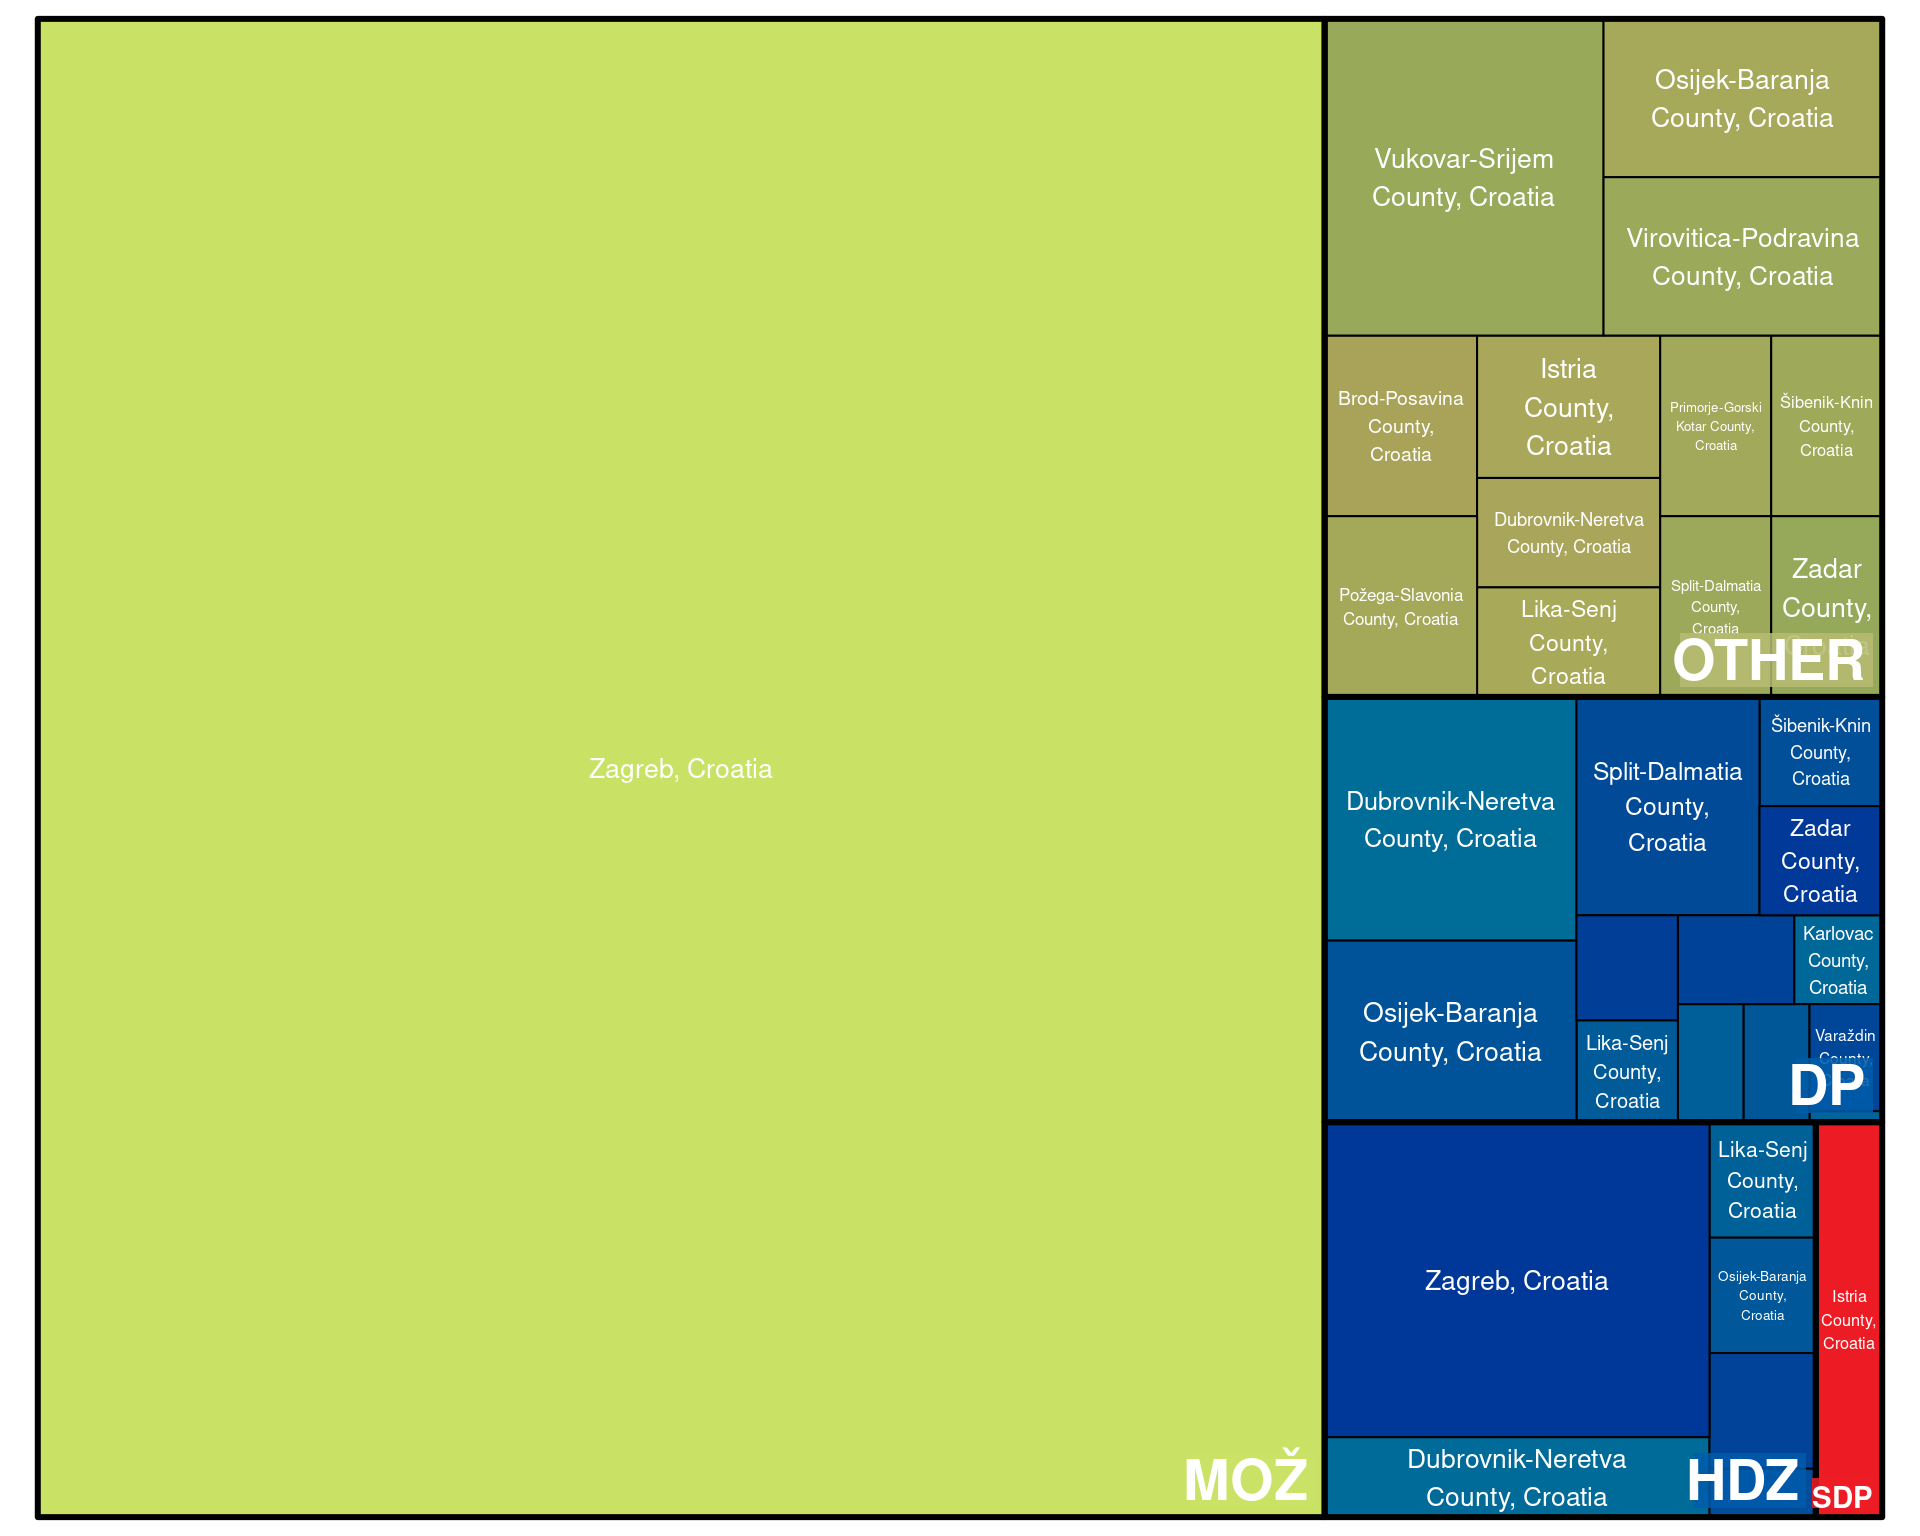 Zagreb, Croatia
MOŽ
Vukovar-Srijem
County, Croatia
Osijek-Baranja
County, Croatia
Virovitica-Podravina
County, Croatia
Brod-Posavina
County,
Croatia
Istria
County,
Croatia
Primorje-Gorski
Kotar County,
Croatia
Šibenik-Knin
County,
Croatia
Požega-Slavonia
County, Croatia
Dubrovnik-Neretva
County, Croatia
Lika-Senj
County,
Croatia
Split-Dalmatia
County,
Croatia
Zadar
County,
Croatia
OTHER
Dubrovnik-Neretva
County, Croatia
Split-Dalmatia
County,
Croatia
Šibenik-Knin
County,
Croatia
Zadar
County,
Croatia
Osijek-Baranja
County, Croatia
Lika-Senj
County,
Croatia
Karlovac
County,
Croatia
Varaždin
County,
DP
Zagreb, Croatia
Lika-Senj
County,
Croatia
Osijek-Baranja
County,
Croatia
Dubrovnik-Neretva
County, Croatia
HDZ
Istria
County,
Croatia
SDP